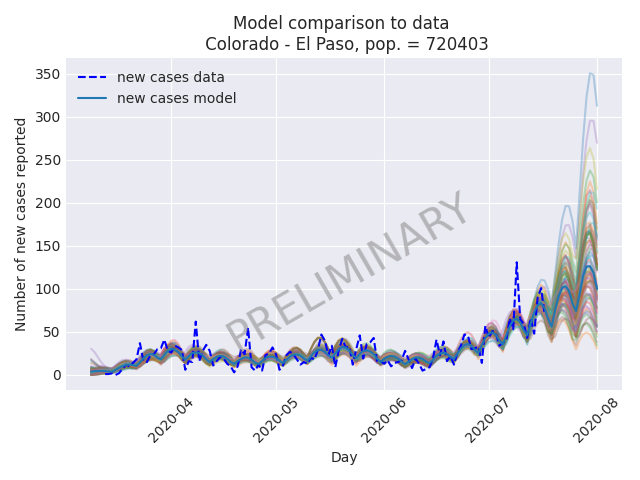 Model comparison to data
Colorado - El Paso, pop. = 720403
new cases data
new cases model
PRELIMINARY
Number of new cases reported
350
300
250
200
150
100
50
0
2020-04
2020-05
2020-06
2020-07
2020-08
Day